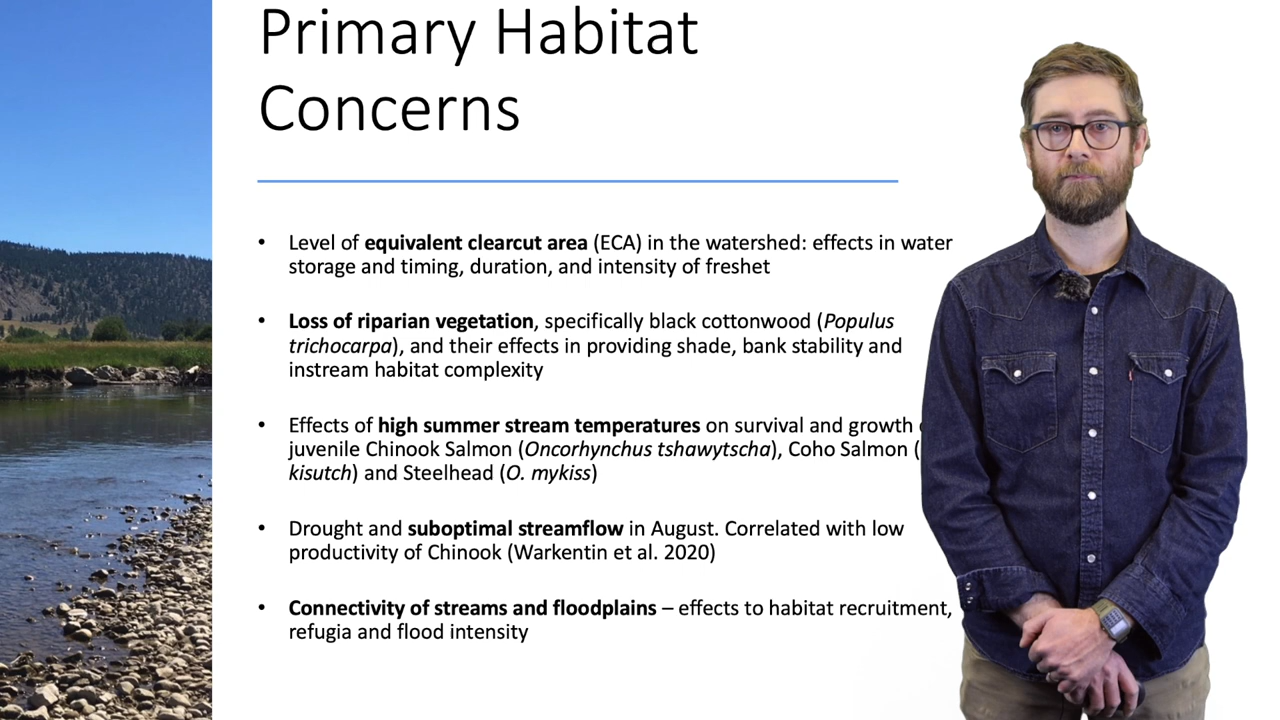 Primary Habitat
Concerns
• Level of equivalent clearcut area (ECA) in the watershed: effects in water
storage and timing, duration, and intensity of freshet
• Loss of riparian vegetation, specifically black cottonwood (Populus
trichocarpa), and their effects in providing shade, bank stability and
instream habitat complexity
• Effects of high summer stream temperatures on survival and growth
juvenile Chinook Salmon (Oncorhynchus tshawytscha), Coho Salmon (
kisutch) and Steelhead (O. mykiss)
• Drought and suboptimal streamflow in August. Correlated with low
productivity of Chinook (Warkentin et al. 2020)
• Connectivity of streams and floodplains – effects to habitat recruitment,
refugia and flood intensity